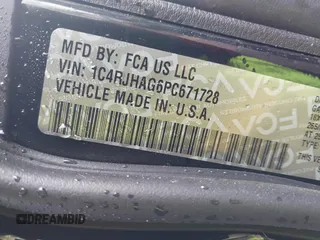 MFD BY: FCA US LLC
VIN: 1C4RJHAG6PC671728
VEHICLE MADE IN: U.S.A.
DREAMBID